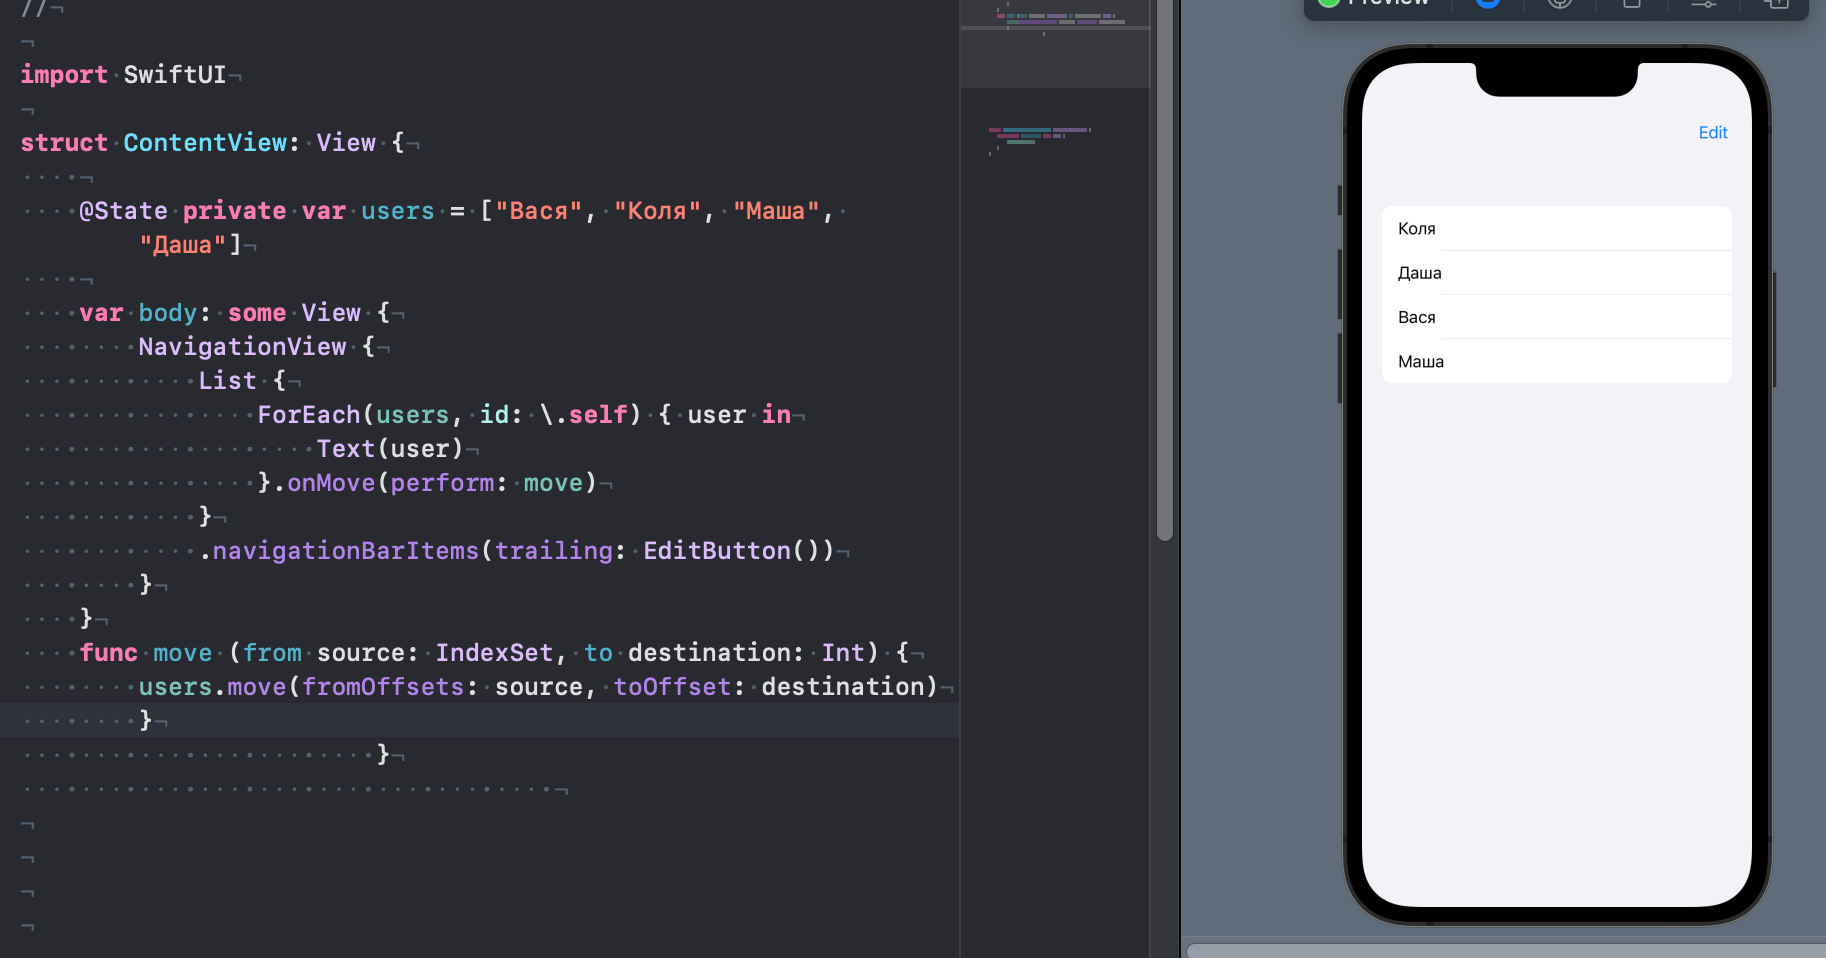 //
import SwiftUI
struct ContentView: View {
@State private var users = ["Вася", "Коля", "Маша",
"Даша"]
var body: some View {
NavigationView {
List {
ForEach(users, id: \.self) { user in
Text(user)
}.onMove(perform: move)
}
.navigationBarItems(trailing: EditButton())
}
}
func move (from source: IndexSet, to destination: Int) {
users.move(fromOffsets: source, toOffset: destination)
}
}
Preview
Edit
Коля
Даша
Вася
Маша